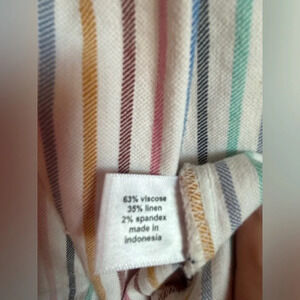 63% viscose
35% linen
2% spandex
made in
indonesia